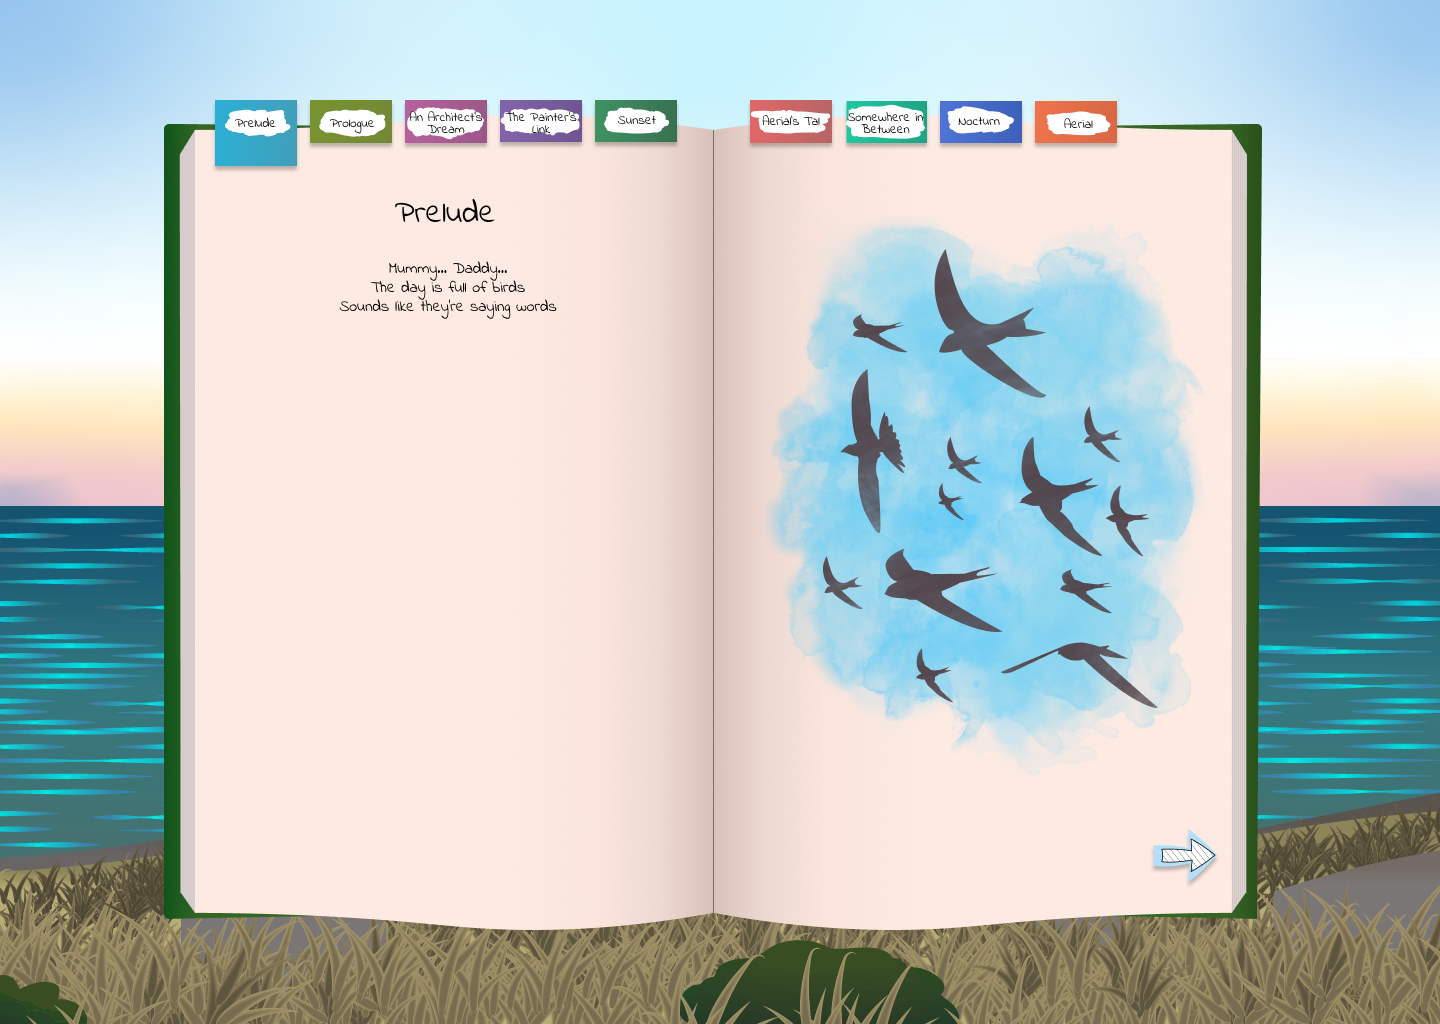 Prelude
Prologue
An Architect's
Dream
The Painter's
Link
Sunset
Aerial's Tal
Somewhere in
Between
Nocturn
Aerial
Prelude
Mummy... Daddy...
The day is full of birds
Sounds like they're saying words